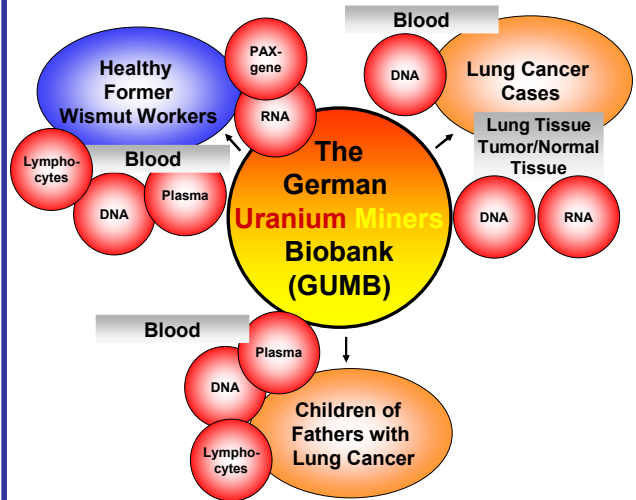 Healthy
Former
Wismut Workers
PAX-
gene
RNA
Lympho-
cytes
Blood
DNA
Plasma
Blood
DNA
Lung Cancer
Cases
Lung Tissue
Tumor/Normal
Tissue
DNA
RNA
The
German
Uranium Miners
Biobank
(GUMB)
Blood
Plasma
DNA
Lympho-
cytes
Children of
Fathers with
Lung Cancer